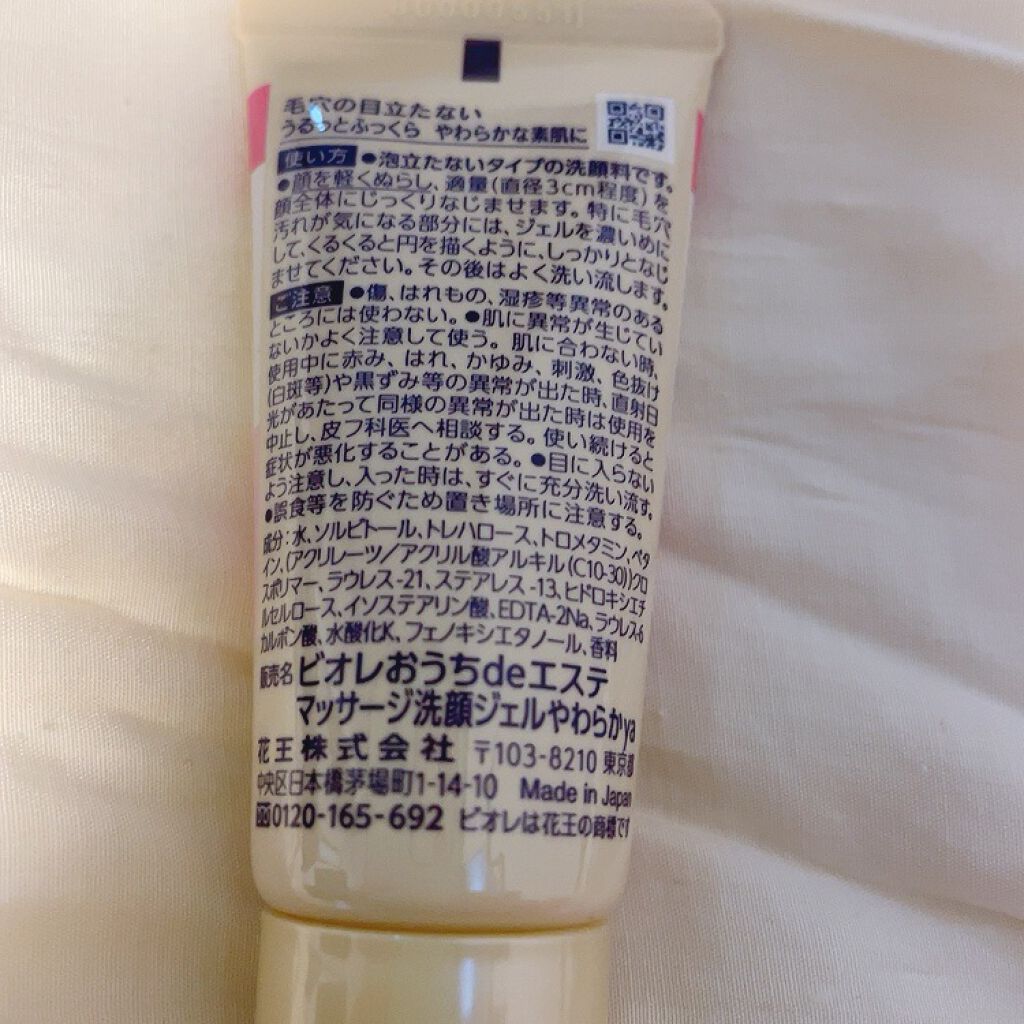 毛穴の目立たない
うるっとふっくら やわらかな素肌に
使い方 ●泡立たないタイプの洗顔料です。
●顔を軽くぬらし、適量(直径3cm程度)を
顔全体にじっくりなじませます。特に毛穴
汚れが気になる部分には、ジェルを濃いめに
して、くるくると円を描くように、しっかりとなじ
ませてください。その後はよく洗い流します。
ご注意 ●傷、はれもの、湿疹等異常のある
ところには使わない。●肌に異常が生じてい
ないかよく注意して使う。肌に合わない時、
使用中に赤み、はれ、かゆみ、刺激、色抜け
(白斑等)や黒ずみ等の異常が出た時、直射日
光があたって同様の異常が出た時は使用を
中止し、皮フ科医へ相談する。使い続けると
症状が悪化することがある。●目に入らない
よう注意し、入った時は、すぐに充分洗い流す。
●誤食等を防ぐため置き場所に注意する。
成分:水、ソルビトール、トレハロース、トロメタミン、ベタ
イン、(アクリレーツ/アクリル酸アルキル(C10-30))クロ
スポリマー、ラウレス-21、ステアレス-13、ヒドロキシエチ
ルセルロース、イソステアリン酸、EDTA-2Na、ラウレス-6
カルボン酸、水酸化K、フェノキシエタノール、香料
販売名 ビオレおうちdeエステ
マッサージ洗顔ジェルやわらかya
花王株式会社 〒103-8210 東京都
中央区日本橋茅場町1-14-10 Made in Japan
0120-165-692 ビオレは花王の商標です